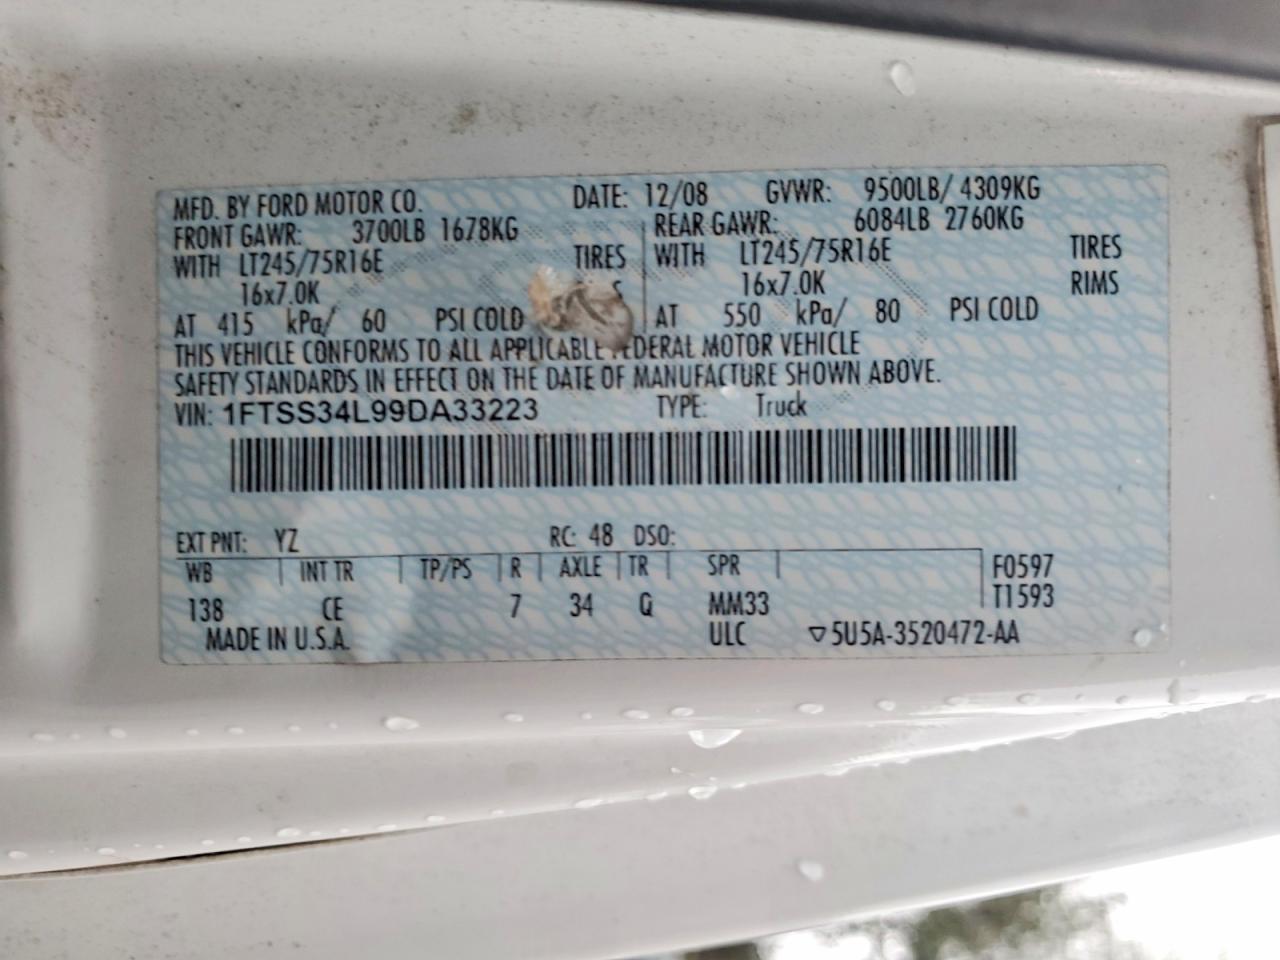 MFD. BY FORD MOTOR CO. DATE: 12/08 GVWR: 9500LB/ 4309KG
FRONT GAWR: 3700LB 1678KG REAR GAWR: 6084LB 2760KG
WITH LT245/75R16E TIRES WITH LT245/75R16E TIRES
16x7.0K 16x7.0K RIMS
AT 415 kPa/ 60 PSI COLD AT 550 kPa/ 80 PSI COLD
THIS VEHICLE CONFORMS TO ALL APPLICABLE FEDERAL MOTOR VEHICLE
SAFETY STANDARDS IN EFFECT ON THE DATE OF MANUFACTURE SHOWN ABOVE.
VIN: 1FTSS34L99DA33223 TYPE: Truck
EXT PNT: YZ RC: 48 DSO:
WB INT TR TP/PS R AXLE TR SPR F0597
138 CE 7 34 Q MM33 T1593
MADE IN U.S.A. ULC ▽5U5A-3520472-AA